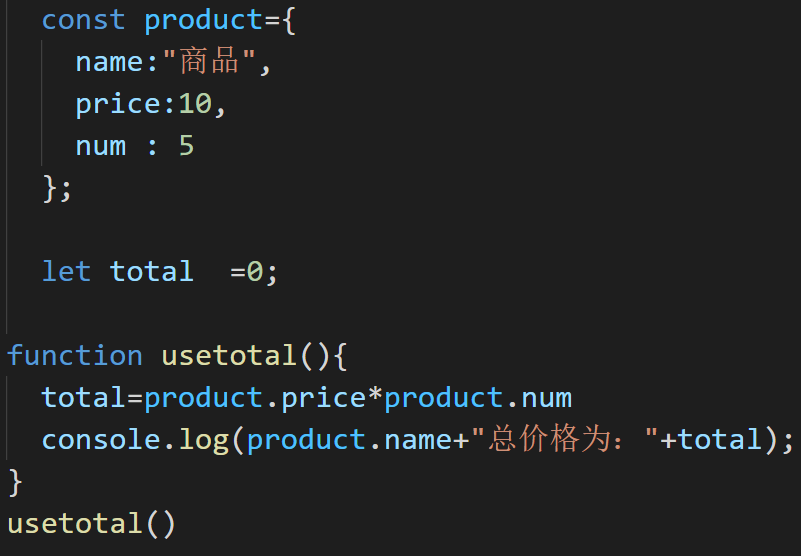 const product={
name:"商品",
price:10,
num : 5
};
let total  =0;
function usetotal(){
total=product.price*product.num
console.log(product.name+"总价格为："+total);
}
usetotal()